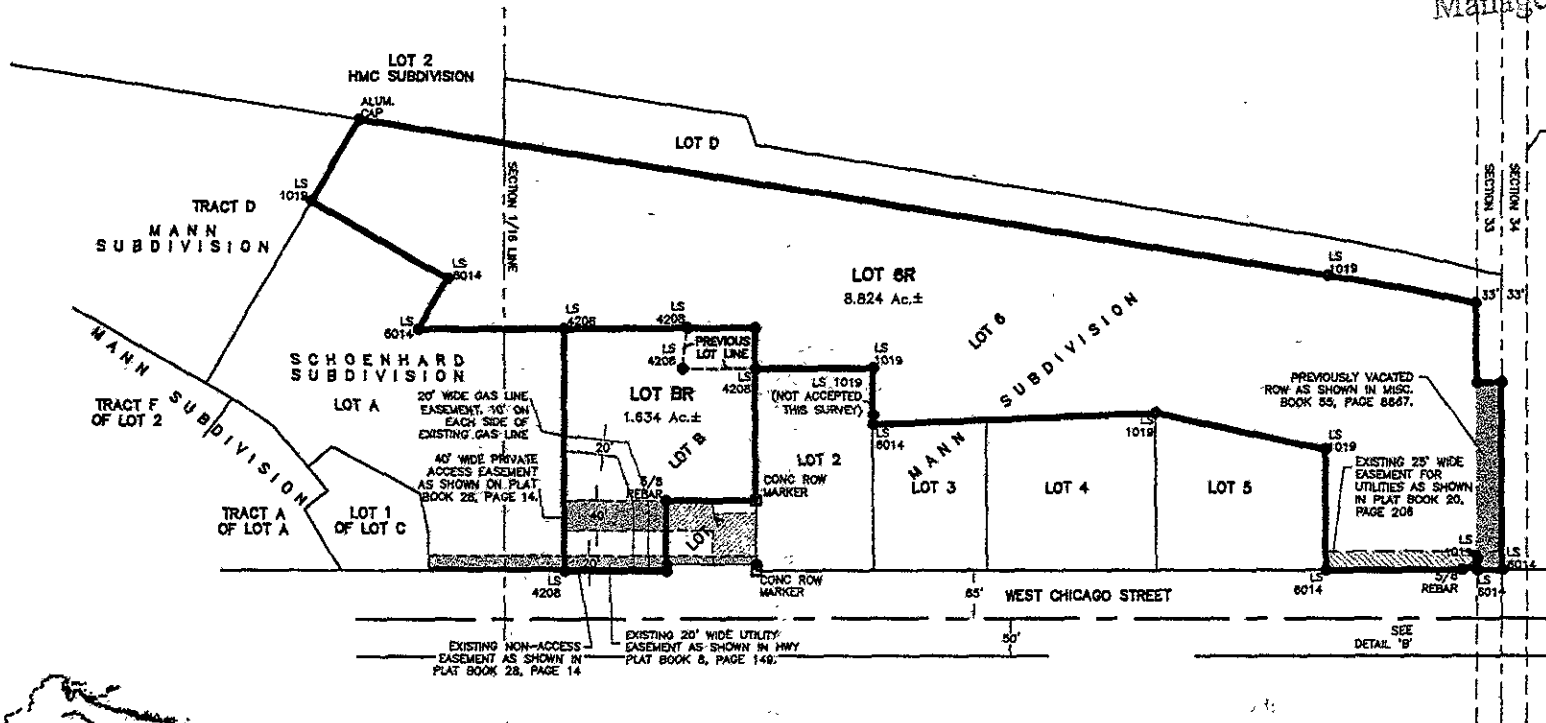 LOT 2
HMC SUBDIVISION
ALUM.
CAP
LOT D
SECTION 1/16 LINE
SECTION 33
SECTION 34
LS
1019
TRACT D
MANN
SUBDIVISION
LS
6014
LS
6014
LS
4208
LS
4208
LS
4208
PREVIOUS
LOT LINE
LS
4208
LOT 6R
8.824 Ac.±
LOT 6
MANN SUBDIVISION
LS
1019
33'
33'
LS
1019
LS 1019
(NOT ACCEPTED
THIS SURVEY)
LS
6014
LS
1019
LS
1019
PREVIOUSLY VACATED
ROW AS SHOWN IN MISC.
BOOK 55, PAGE 8667.
MANN SUBDIVISION
SCHOENHARD
SUBDIVISION
LOT A
TRACT F
OF LOT 2
LOT BR
1.634 Ac.±
LOT B
20' WIDE GAS LINE
EASEMENT, 10' ON
EACH SIDE OF
EXISTING GAS LINE
20'
40' WIDE PRIVATE
ACCESS EASEMENT
AS SHOWN ON PLAT
BOOK 28, PAGE 14.
5/8
REBAR
CONC ROW
MARKER
LOT 2
LOT 3
LOT 4
LOT 5
EXISTING 25' WIDE
EASEMENT FOR
UTILITIES AS SHOWN
IN PLAT BOOK 20,
PAGE 206
TRACT A
OF LOT A
LOT 1
OF LOT C
40'
20'
LS
4208
CONC ROW
MARKER
65'
WEST CHICAGO STREET
LS
6014
LS
1019
5/8
REBAR
LS
6014
LS
6014
EXISTING NON-ACCESS
EASEMENT AS SHOWN IN
PLAT BOOK 28, PAGE 14
EXISTING 20' WIDE UTILITY
EASEMENT AS SHOWN IN HWY
PLAT BOOK 8, PAGE 149.
50'
SEE
DETAIL 'B'